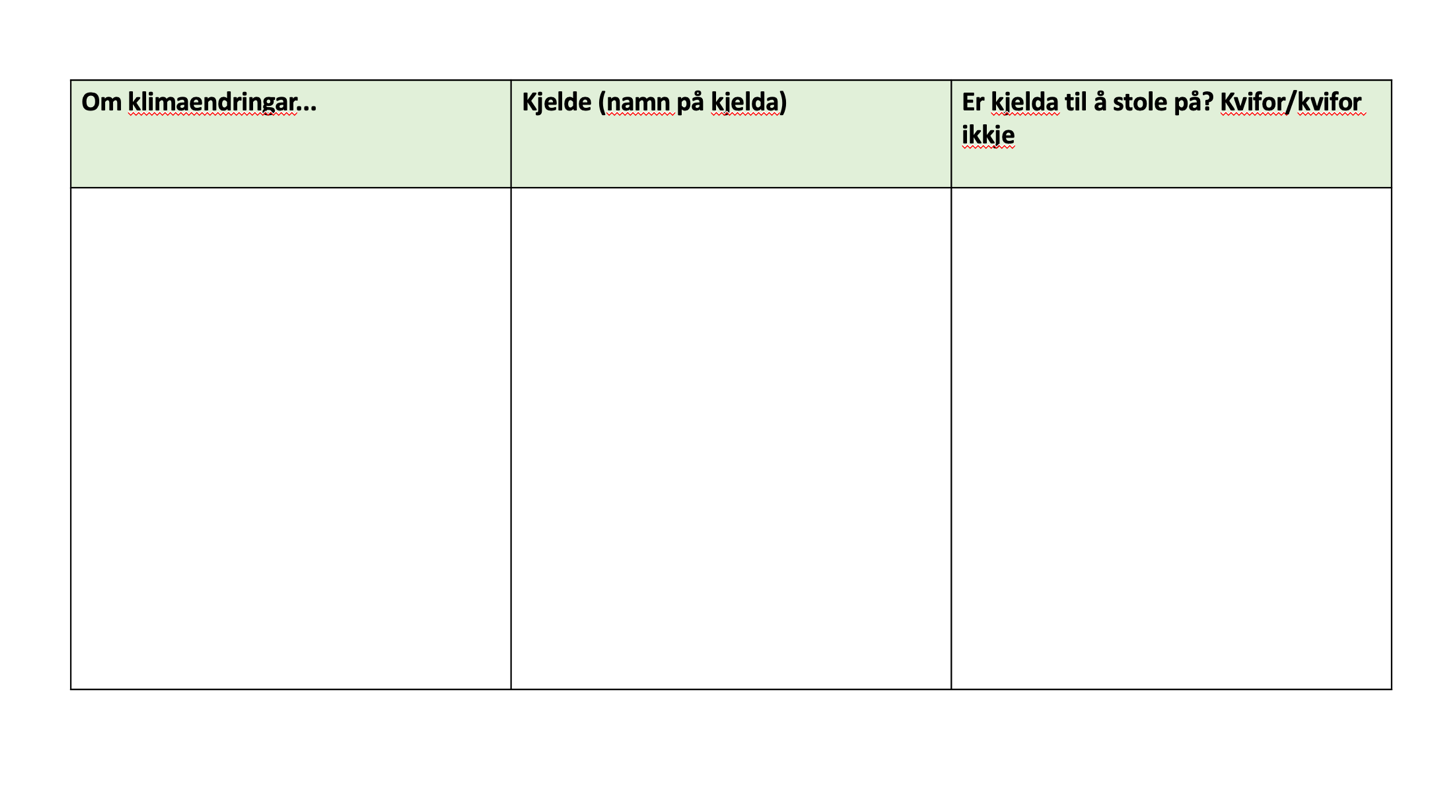 Om klimaendringar...
Kjelde (namn på kjelda)
Er kjelda til å stole på? Kvifor/kvifor
ikkje